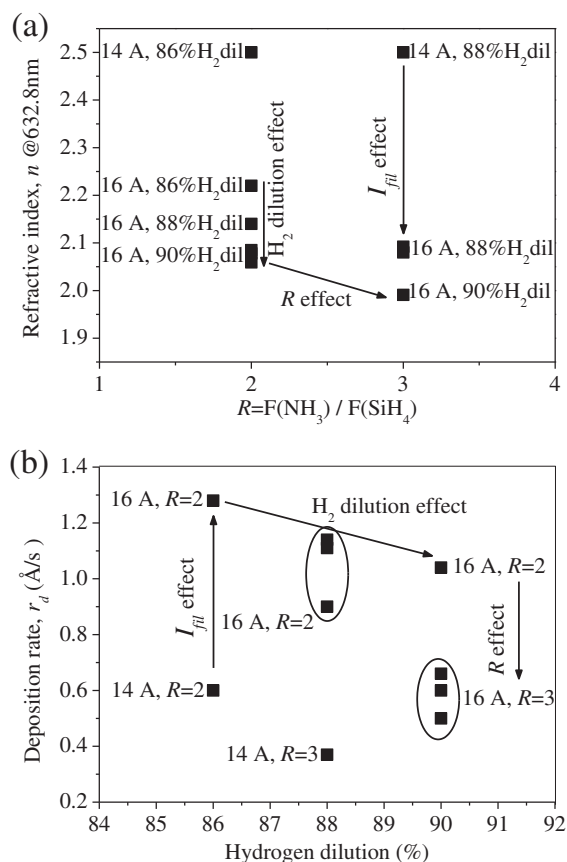 (a)
2.5
2.4
2.3
2.2
2.1
2.0
1.9
Refractive index, n @632.8nm
14 A, 86%H₂dil
14 A, 88%H₂dil
16 A, 86%H₂dil
16 A, 88%H₂dil
16 A, 90%H₂dil
H₂ dilution effect
I_fil effect
R effect
16 A, 88%H₂dil
16 A, 90%H₂dil
1
2
3
4
R=F(NH₃) / F(SiH₄)
(b)
1.4
1.2
1.0
0.8
0.6
0.4
0.2
Deposition rate, r_d (Å/s)
16 A, R=2
H₂ dilution effect
I_fil effect
16 A, R=2
16 A, R=2
R effect
14 A, R=2
16 A, R=3
14 A, R=3
84
85
86
87
88
89
90
91
92
Hydrogen dilution (%)